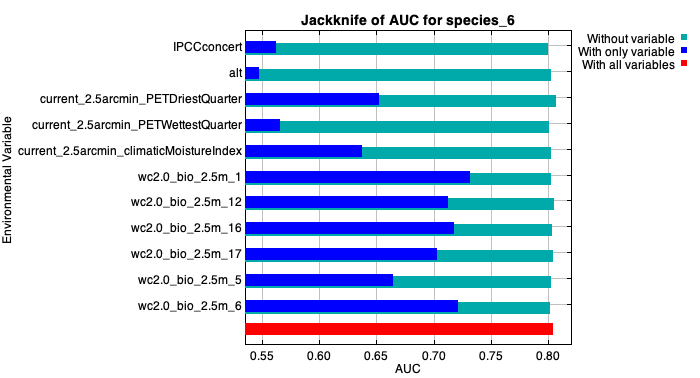 Jackknife of AUC for species_6
Without variable
With only variable
With all variables
Environmental Variable
IPCCconcert
alt
current_2.5arcmin_PETDriestQuarter
current_2.5arcmin_PETWettestQuarter
current_2.5arcmin_climaticMoistureIndex
wc2.0_bio_2.5m_1
wc2.0_bio_2.5m_12
wc2.0_bio_2.5m_16
wc2.0_bio_2.5m_17
wc2.0_bio_2.5m_5
wc2.0_bio_2.5m_6
0.55 0.60 0.65 0.70 0.75 0.80
AUC